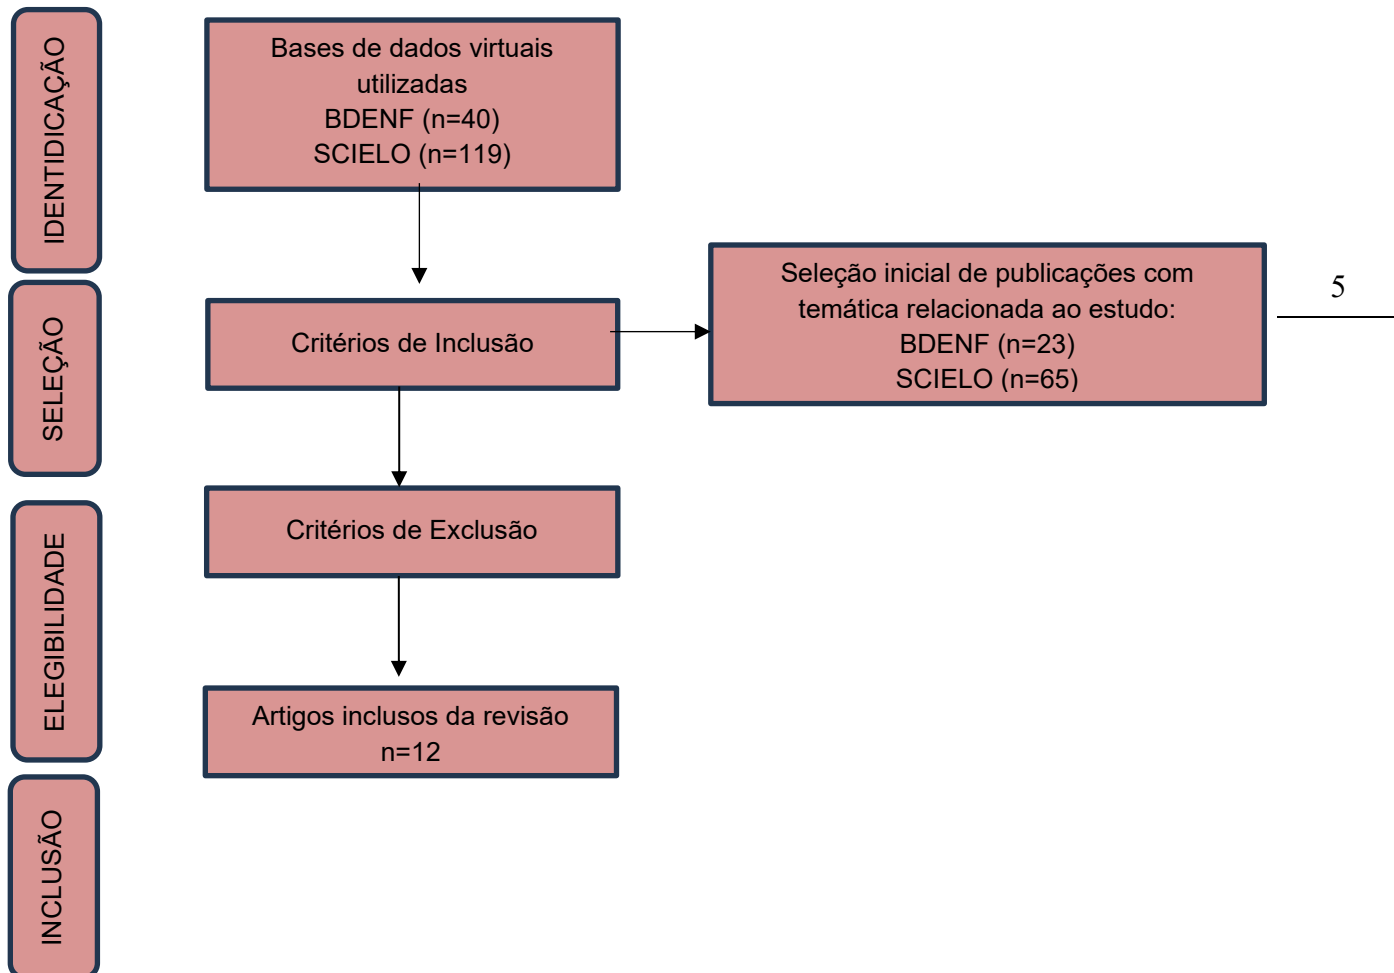 IDENTIDICAÇÃO
Bases de dados virtuais
utilizadas
BDENF (n=40)
SCIELO (n=119)
SELEÇÃO
Critérios de Inclusão
Seleção inicial de publicações com
temática relacionada ao estudo:
BDENF (n=23)
SCIELO (n=65)
5
ELEGIBILIDADE
Critérios de Exclusão
Artigos inclusos da revisão
n=12
INCLUSÃO